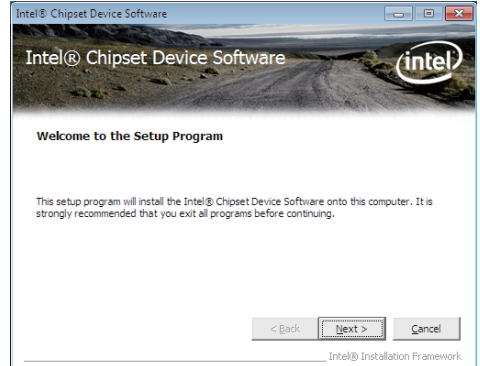 Intel® Chipset Device Software
Intel® Chipset Device Software
intel
Welcome to the Setup Program
This setup program will install the Intel® Chipset Device Software onto this computer. It is
strongly recommended that you exit all programs before continuing.
< Back Next > Cancel
Intel® Installation Framework